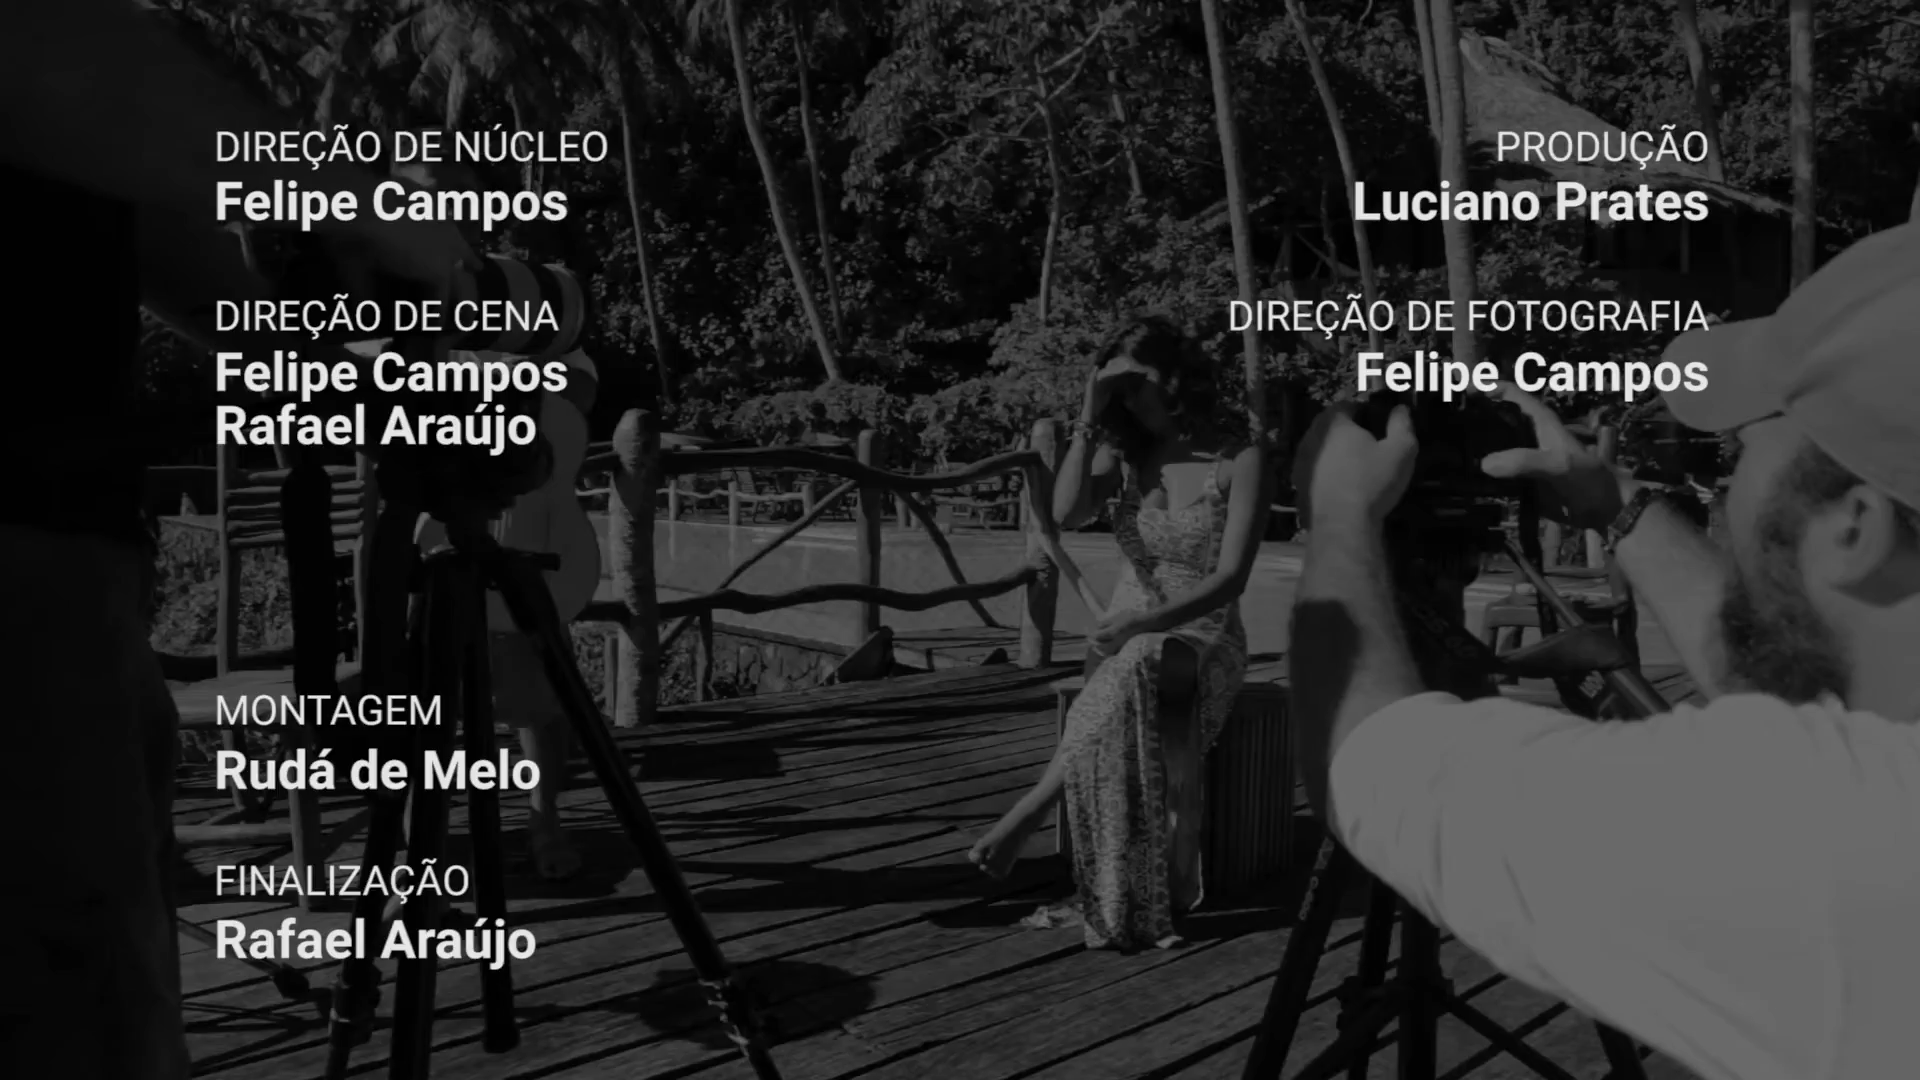 DIREÇÃO DE NÚCLEO
Felipe Campos
DIREÇÃO DE CENA
Felipe Campos
Rafael Araújo
MONTAGEM
Rudá de Melo
FINALIZAÇÃO
Rafael Araújo
PRODUÇÃO
Luciano Prates
DIREÇÃO DE FOTOGRAFIA
Felipe Campos